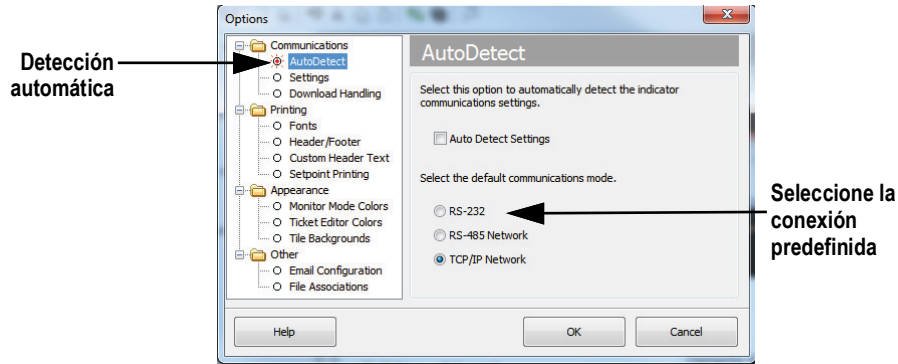 Options
Detección
automática
Communications
AutoDetect
Settings
Download Handling
Printing
Fonts
Header/Footer
Custom Header Text
Setpoint Printing
Appearance
Monitor Mode Colors
Ticket Editor Colors
Tile Backgrounds
Other
Email Configuration
File Associations
AutoDetect
Select this option to automatically detect the indicator
communications settings.
Auto Detect Settings
Select the default communications mode.
RS-232
RS-485 Network
TCP/IP Network
Seleccione la
conexión
predefinida
Help
OK
Cancel